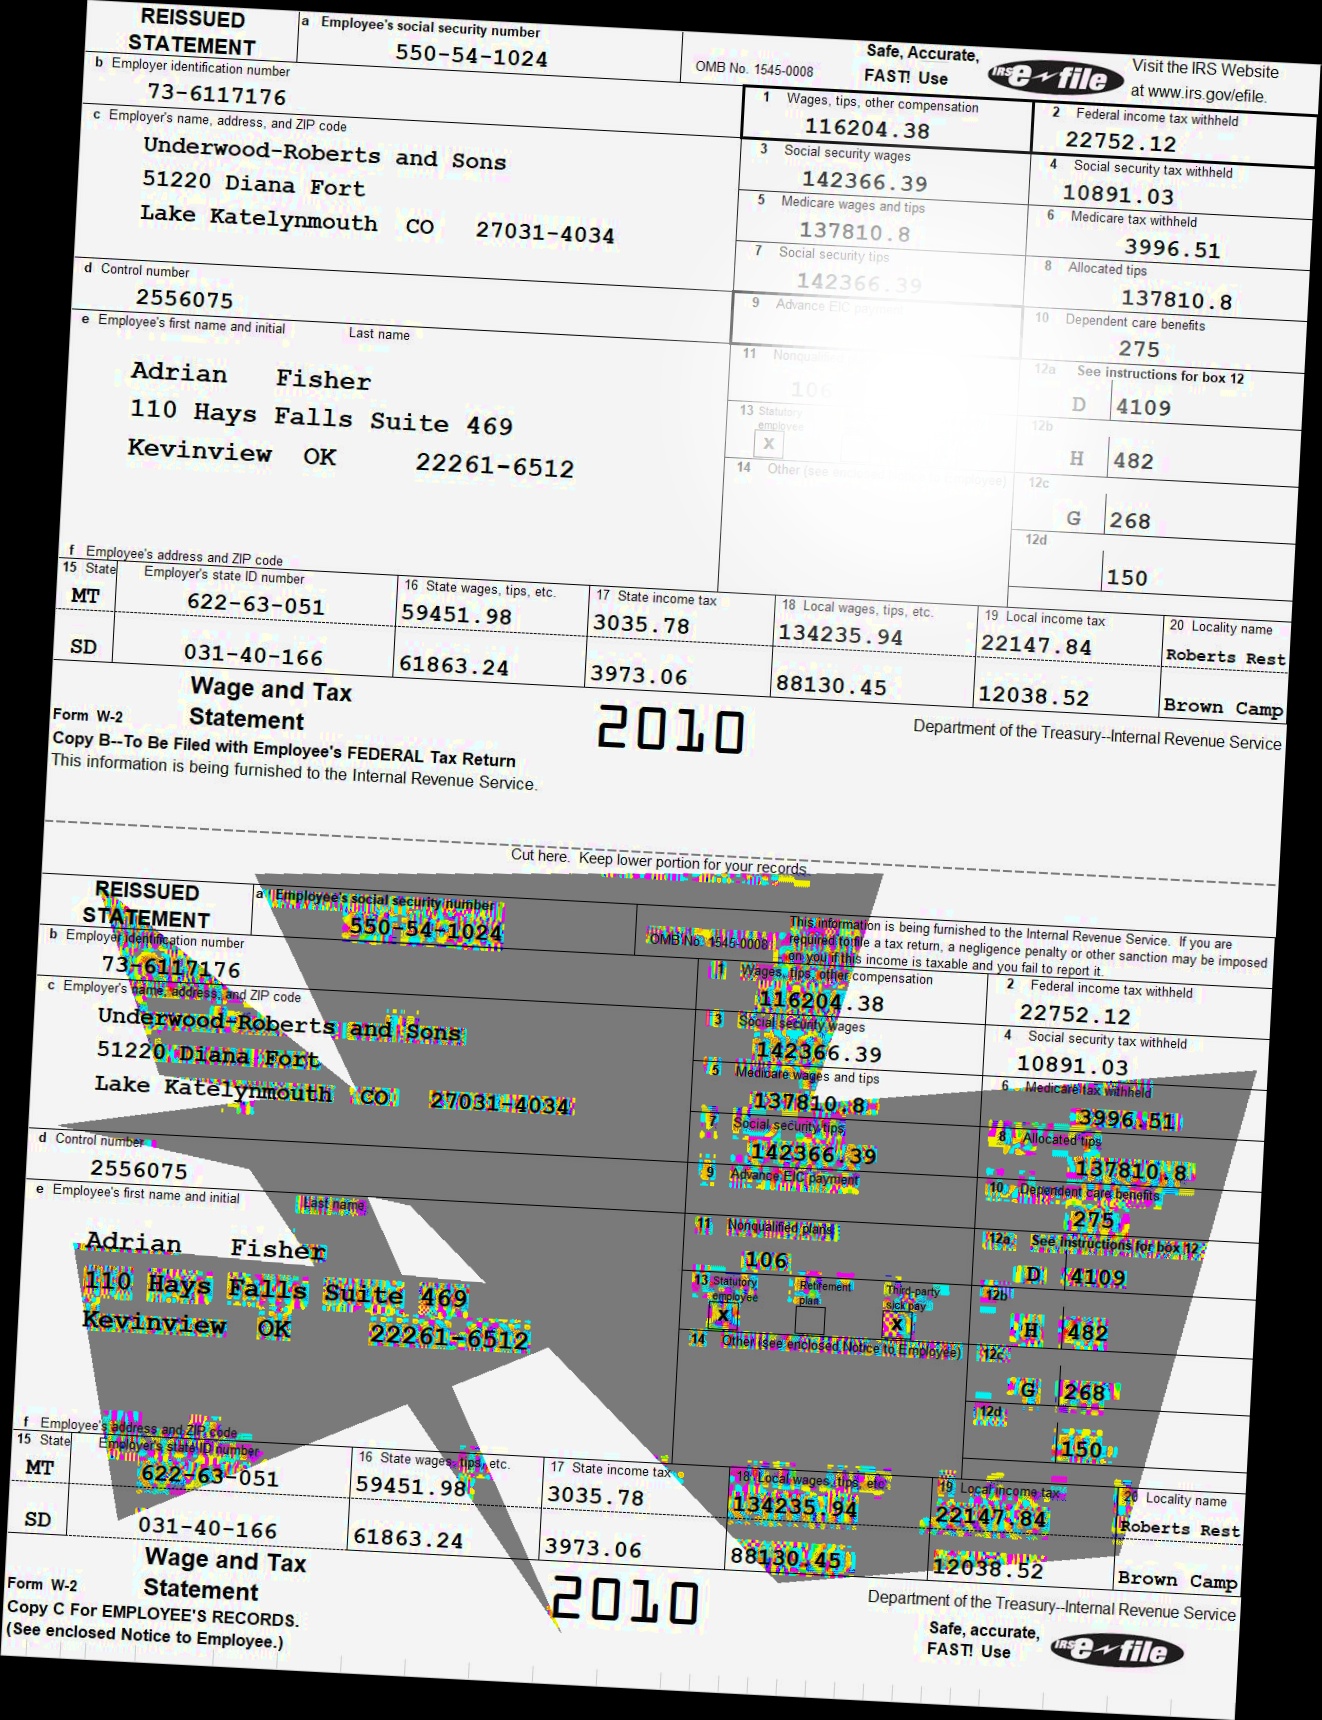 REISSUED STATEMENT
a Employee's social security number
550-54-1024
OMB No. 1545-0008
Safe, Accurate, FAST! Use
IRS e-file
Visit the IRS Website at www.irs.gov/efile.
b Employer identification number
73-6117176
1 Wages, tips, other compensation
116204.38
2 Federal income tax withheld
22752.12
c Employer's name, address, and ZIP code
Underwood-Roberts and Sons
51220 Diana Fort
Lake Katelynmouth CO 27031-4034
3 Social security wages
142366.39
4 Social security tax withheld
10891.03
5 Medicare wages and tips
137810.8
6 Medicare tax withheld
3996.51
d Control number
2556075
7 Social security tips
142366.39
8 Allocated tips
137810.8
e Employee's first name and initial Last name
9 Advance EIC payment
10 Dependent care benefits
275
Adrian Fisher
110 Hays Falls Suite 469
Kevinview OK 22261-6512
11 Nonqualified
106
12a See instructions for box 12
D 4109
13 Statutory employee
X
12b
H 482
14 Other (see
12c
G 268
12d
150
f Employee's address and ZIP code
15 State Employer's state ID number
16 State wages, tips, etc.
17 State income tax
18 Local wages, tips, etc.
19 Local income tax
20 Locality name
MT 622-63-051 59451.98 3035.78 134235.94 22147.84 Roberts Rest
SD 031-40-166 61863.24 3973.06 88130.45 12038.52 Brown Camp
Form W-2 Wage and Tax Statement
2010
Department of the Treasury--Internal Revenue Service
Copy B--To Be Filed with Employee's FEDERAL Tax Return
This information is being furnished to the Internal Revenue Service.
Cut here. Keep lower portion for your records.
REISSUED STATEMENT
a Employee's social security number
550-54-1024
OMB No. 1545-0008
This information is being furnished to the Internal Revenue Service. If you are
required to file a tax return, a negligence penalty or other sanction may be imposed
on you if this income is taxable and you fail to report it.
b Employer identification number
73-6117176
1 Wages, tips, other compensation
116204.38
2 Federal income tax withheld
22752.12
c Employer's name, address, and ZIP code
Underwood-Roberts and Sons
51220 Diana Fort
Lake Katelynmouth CO 27031-4034
3 Social security wages
142366.39
4 Social security tax withheld
10891.03
5 Medicare wages and tips
137810.8
6 Medicare tax withheld
3996.51
d Control number
2556075
7 Social security tips
142366.39
8 Allocated tips
137810.8
e Employee's first name and initial Last name
9 Advance EIC payment
10 Dependent care benefits
275
Adrian Fisher
110 Hays Falls Suite 469
Kevinview OK 22261-6512
11 Nonqualified plans
106
12a See instructions for box 12
D 4109
13 Statutory employee Retirement plan Third-party sick pay
X X
12b
H 482
14 Other (see enclosed Notice to Employee)
12c
G 268
12d
150
f Employee's address and ZIP code
15 State Employer's state ID number
16 State wages, tips, etc.
17 State income tax
18 Local wages, tips, etc.
19 Local income tax
20 Locality name
MT 622-63-051 59451.98 3035.78 134235.94 22147.84 Roberts Rest
SD 031-40-166 61863.24 3973.06 88130.45 12038.52 Brown Camp
Form W-2 Wage and Tax Statement
2010
Department of the Treasury--Internal Revenue Service
Copy C For EMPLOYEE'S RECORDS.
(See enclosed Notice to Employee.)
Safe, accurate, FAST! Use
IRS e-file